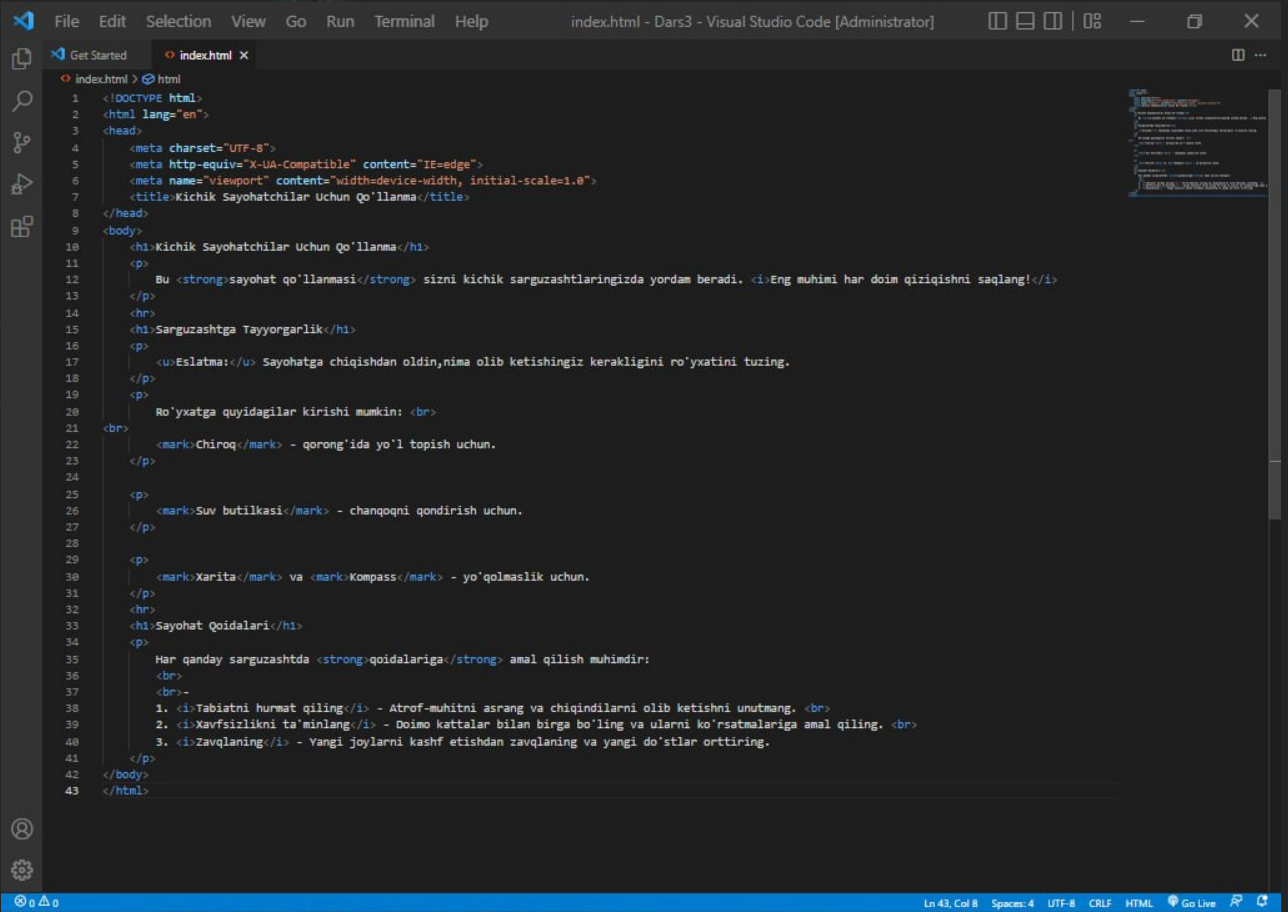 File Edit Selection View Go Run Terminal Help index.html - Dars3 - Visual Studio Code [Administrator]
Get Started <> index.html
<> index.html > html
1 <!DOCTYPE html>
2 <html lang="en">
3 <head>
4     <meta charset="UTF-8">
5     <meta http-equiv="X-UA-Compatible" content="IE=edge">
6     <meta name="viewport" content="width=device-width, initial-scale=1.0">
7     <title>Kichik Sayohatchilar Uchun Qo'llanma</title>
8 </head>
9 <body>
10     <h1>Kichik Sayohatchilar Uchun Qo'llanma</h1>
11     <p>
12         Bu <strong>sayohat qo'llanmasi</strong> sizni kichik sarguzashtlaringizda yordam beradi. <i>Eng muhimi har doim qiziqishni saqlang!</i>
13     </p>
14     <hr>
15     <h1>Sarguzashtga Tayyorgarlik</h1>
16     <p>
17         <u>Eslatma:</u> Sayohatga chiqishdan oldin,nima olib ketishingiz kerakligini ro'yxatini tuzing.
18     </p>
19     <p>
20         Ro'yxatga quyidagilar kirishi mumkin: <br>
21 <br>
22         <mark>Chiroq</mark> - qorong'ida yo'l topish uchun.
23     </p>
24
25     <p>
26         <mark>Suv butilkasi</mark> - chanqoqni qondirish uchun.
27     </p>
28
29     <p>
30         <mark>Xarita</mark> va <mark>Kompass</mark> - yo'qolmaslik uchun.
31     </p>
32     <hr>
33     <h1>Sayohat Qoidalari</h1>
34     <p>
35         Har qanday sarguzashtda <strong>qoidalariga</strong> amal qilish muhimdir:
36         <br>
37         <br>-
38         1. <i>Tabiatni hurmat qiling</i> - Atrof-muhitni asrang va chiqindilarni olib ketishni unutmang. <br>
39         2. <i>Xavfsizlikni ta'minlang</i> - Doimo kattalar bilan birga bo'ling va ularni ko'rsatmalariga amal qiling. <br>
40         3. <i>Zavqlaning</i> - Yangi joylarni kashf etishdan zavqlaning va yangi do'stlar orttiring.
41     </p>
42 </body>
43 </html>
0 0 Ln 43, Col 8 Spaces: 4 UTF-8 CRLF HTML Go Live